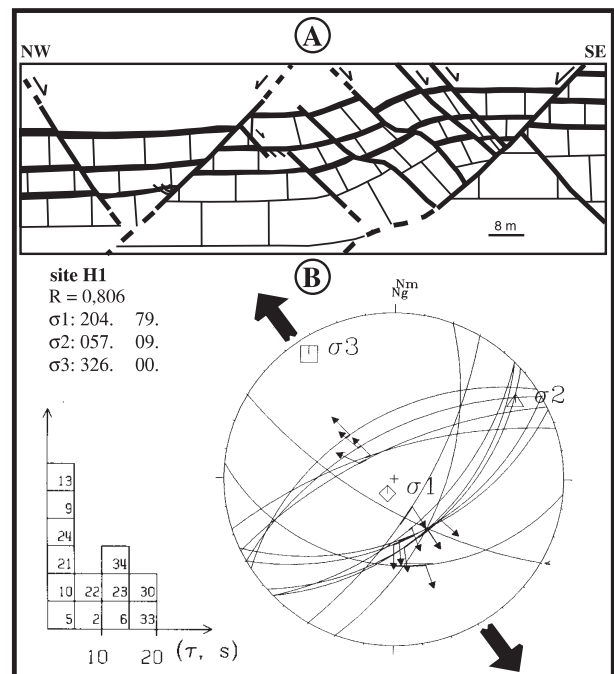 A
NW
SE
8 m
B
site H1
R = 0,806
σ1: 204. 79.
σ2: 057. 09.
σ3: 326. 00.
Nm
Ng
σ3
σ2
σ1
13
9
24
21
34
10 22 23 30
5 2 6 33
10 20 (τ, s)